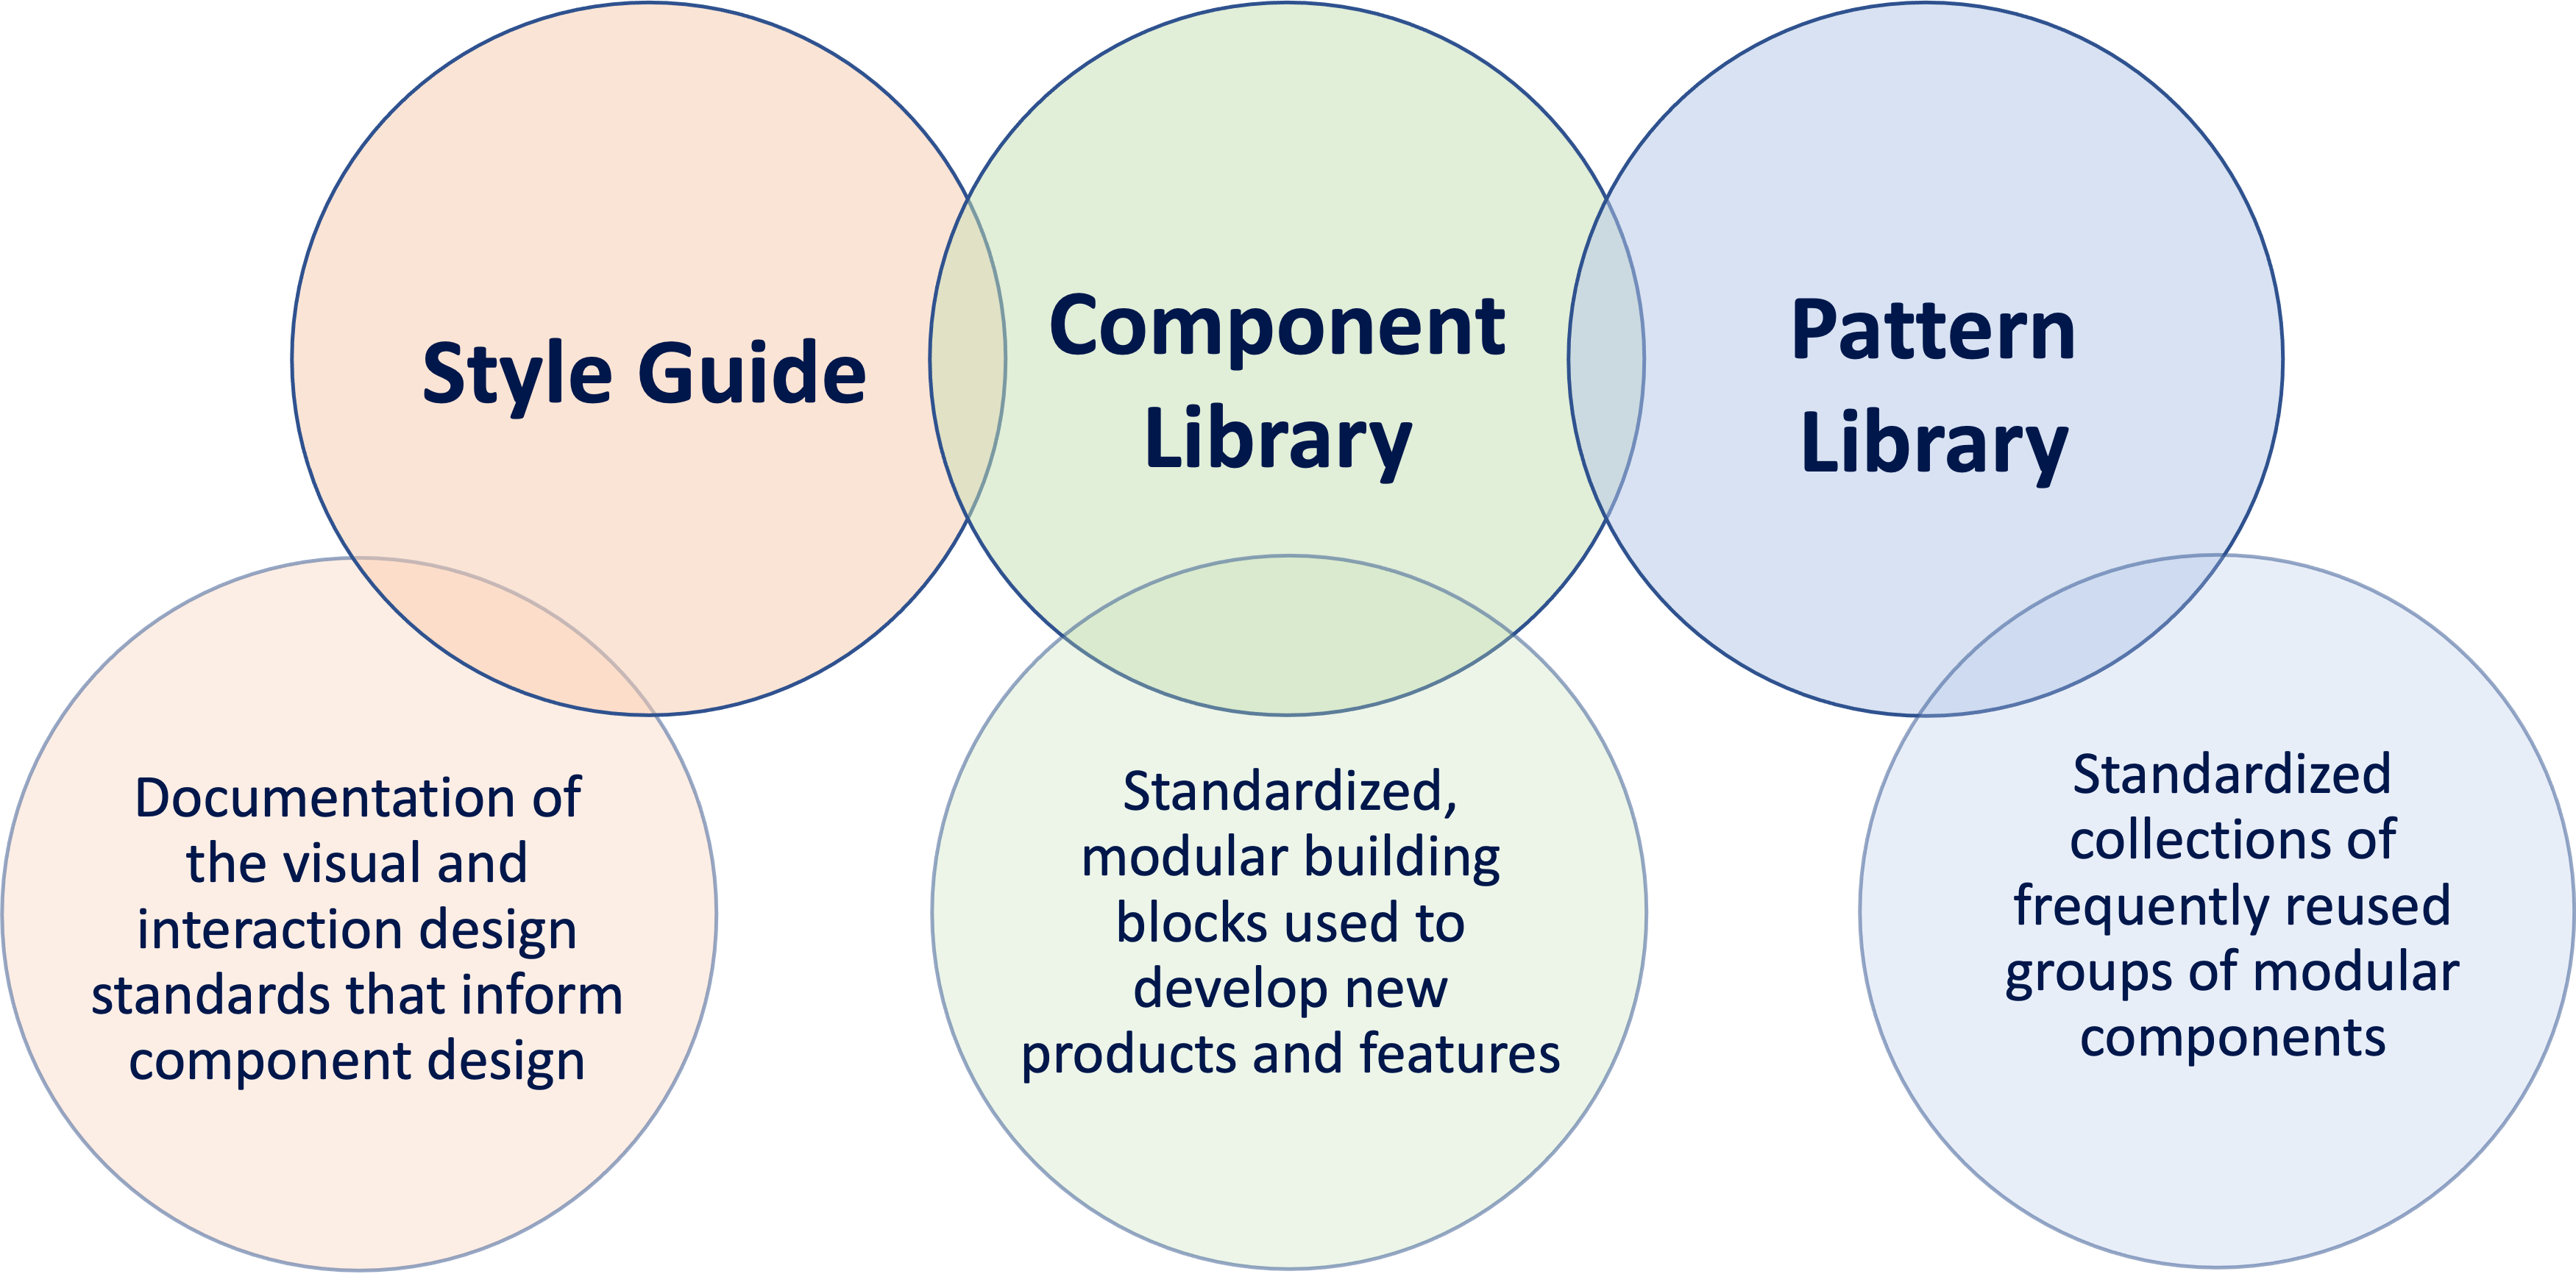 Style Guide
Component
Library
Pattern
Library
Documentation of
the visual and
interaction design
standards that inform
component design
Standardized,
modular building
blocks used to
develop new
products and features
Standardized
collections of
frequently reused
groups of modular
components